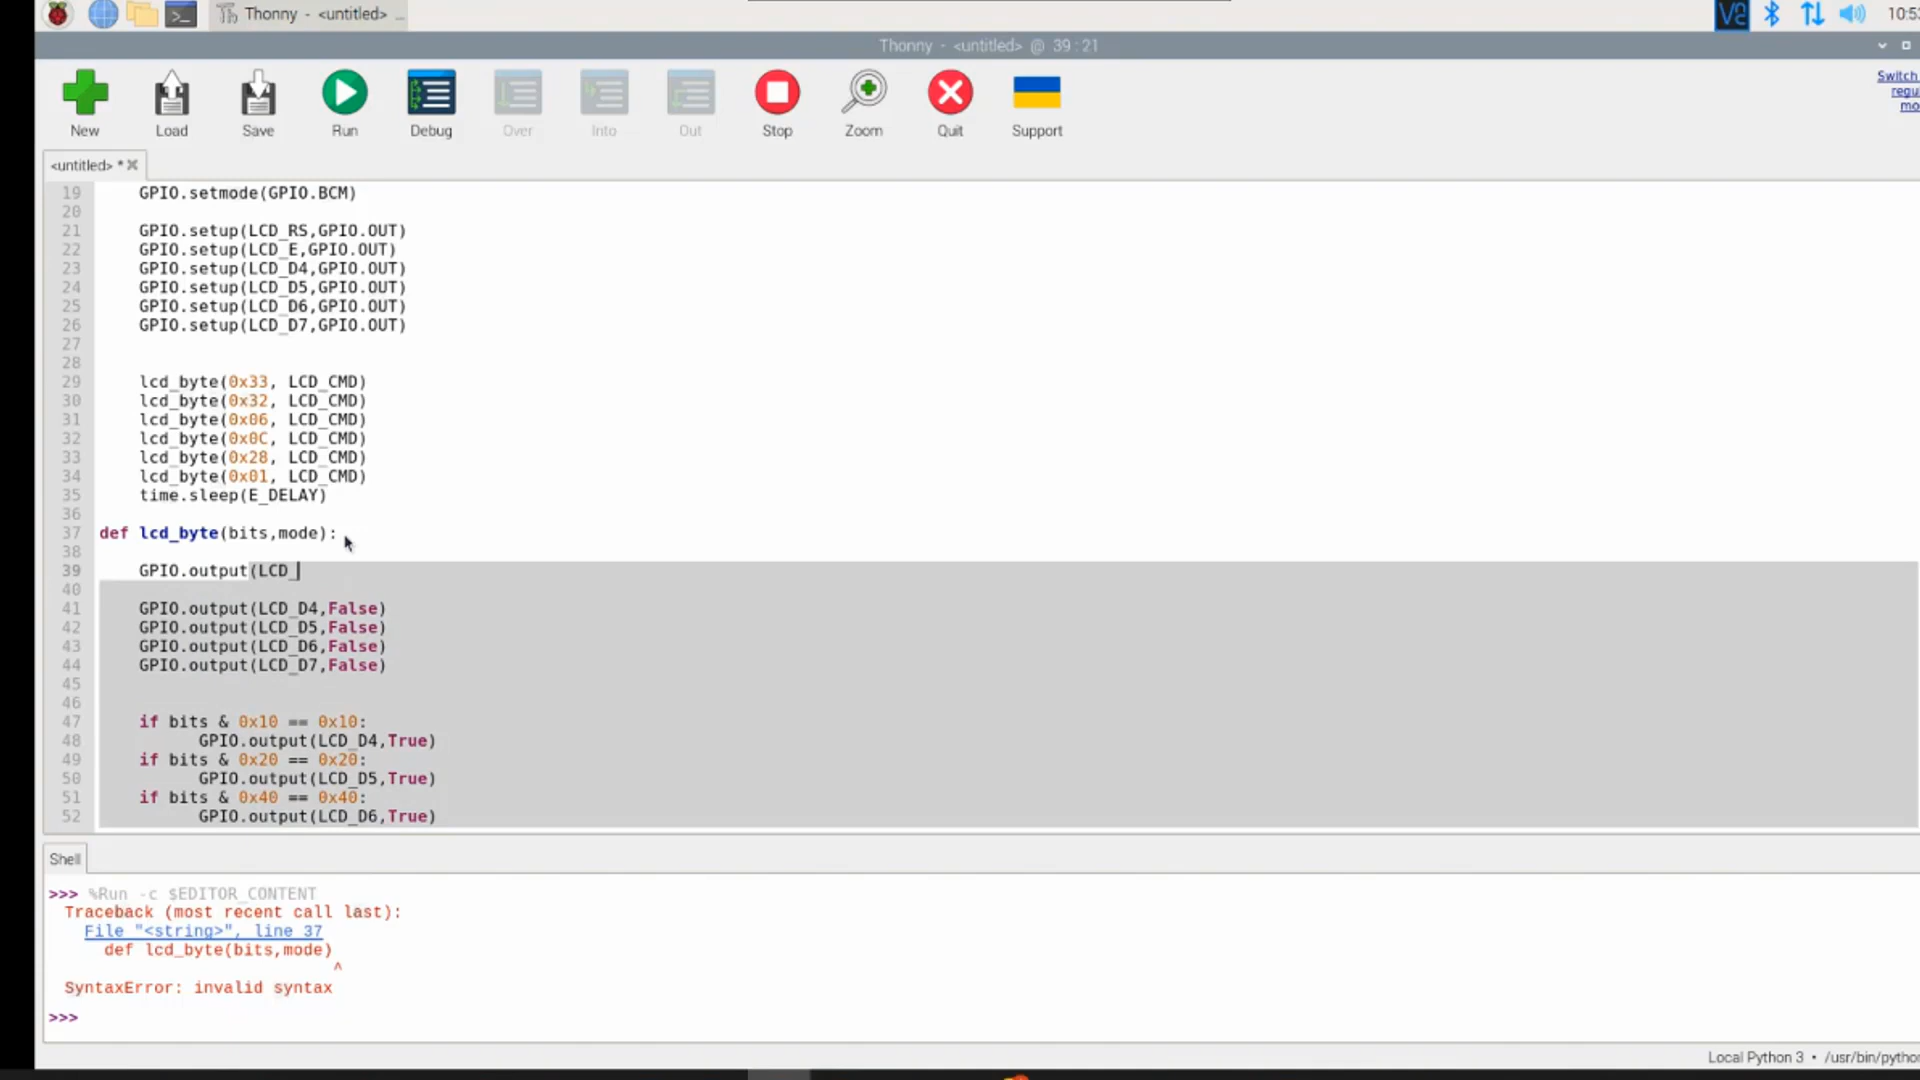 Thonny - <untitled> ...
10:5
Thonny - <untitled> @ 39:21
New
Load
Save
Run
Debug
Over
Into
Out
Stop
Zoom
Quit
Support
Switch
regu
mo
<untitled> *
19 GPIO.setmode(GPIO.BCM)
20
21 GPIO.setup(LCD_RS,GPIO.OUT)
22 GPIO.setup(LCD_E,GPIO.OUT)
23 GPIO.setup(LCD_D4,GPIO.OUT)
24 GPIO.setup(LCD_D5,GPIO.OUT)
25 GPIO.setup(LCD_D6,GPIO.OUT)
26 GPIO.setup(LCD_D7,GPIO.OUT)
27
28
29 lcd_byte(0x33, LCD_CMD)
30 lcd_byte(0x32, LCD_CMD)
31 lcd_byte(0x06, LCD_CMD)
32 lcd_byte(0x0C, LCD_CMD)
33 lcd_byte(0x28, LCD_CMD)
34 lcd_byte(0x01, LCD_CMD)
35 time.sleep(E_DELAY)
36
37 def lcd_byte(bits,mode):
38
39 GPIO.output(LCD_
40
41 GPIO.output(LCD_D4,False)
42 GPIO.output(LCD_D5,False)
43 GPIO.output(LCD_D6,False)
44 GPIO.output(LCD_D7,False)
45
46
47 if bits & 0x10 == 0x10:
48 GPIO.output(LCD_D4,True)
49 if bits & 0x20 == 0x20:
50 GPIO.output(LCD_D5,True)
51 if bits & 0x40 == 0x40:
52 GPIO.output(LCD_D6,True)
Shell
>>> %Run -c $EDITOR_CONTENT
Traceback (most recent call last):
File "<string>", line 37
def lcd_byte(bits,mode)
^
SyntaxError: invalid syntax
>>>
Local Python 3 • /usr/bin/pytho